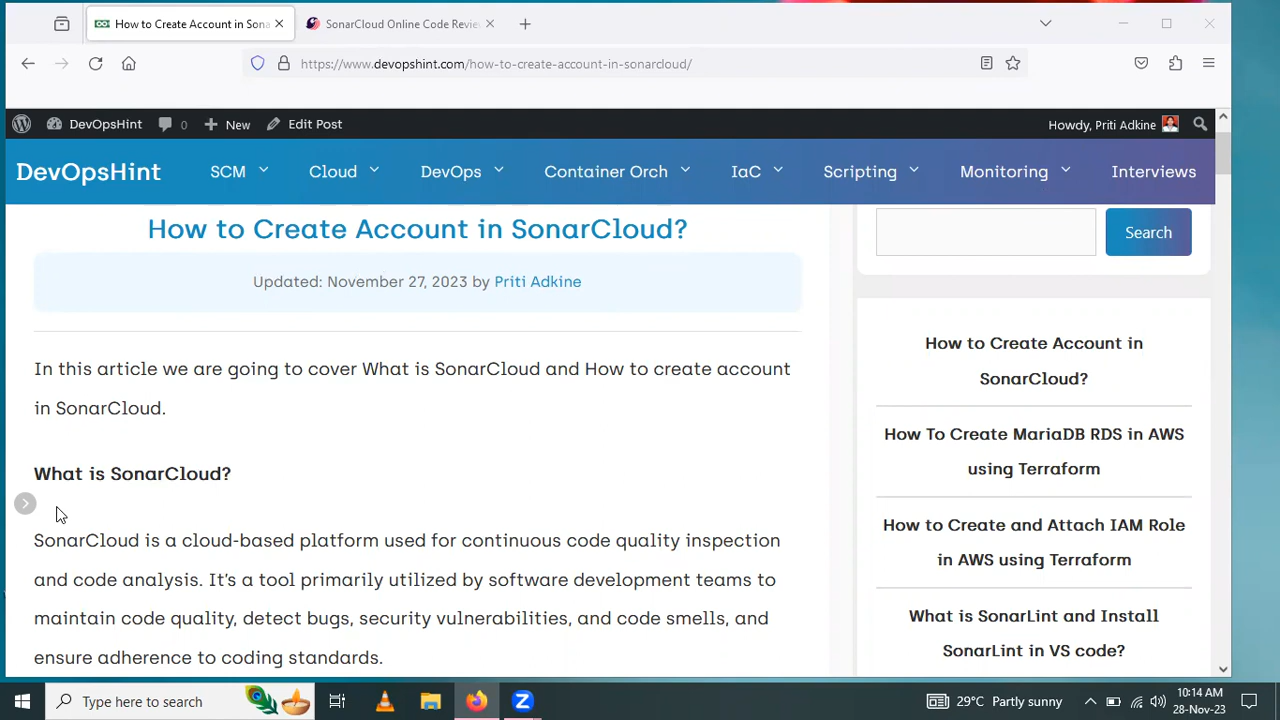 How to Create Account in Sona
SonarCloud Online Code Revie
https://www.devopshint.com/how-to-create-account-in-sonarcloud/
DevOpsHint
0
New
Edit Post
Howdy, Priti Adkine
DevOpsHint
SCM
Cloud
DevOps
Container Orch
IaC
Scripting
Monitoring
Interviews
How to Create Account in SonarCloud?
Updated: November 27, 2023 by Priti Adkine
In this article we are going to cover What is SonarCloud and How to create account
in SonarCloud.
What is SonarCloud?
SonarCloud is a cloud-based platform used for continuous code quality inspection
and code analysis. It's a tool primarily utilized by software development teams to
maintain code quality, detect bugs, security vulnerabilities, and code smells, and
ensure adherence to coding standards.
Search
How to Create Account in
SonarCloud?
How To Create MariaDB RDS in AWS
using Terraform
How to Create and Attach IAM Role
in AWS using Terraform
What is SonarLint and Install
SonarLint in VS code?
Type here to search
Z
29°C Partly sunny
10:14 AM
28-Nov-23